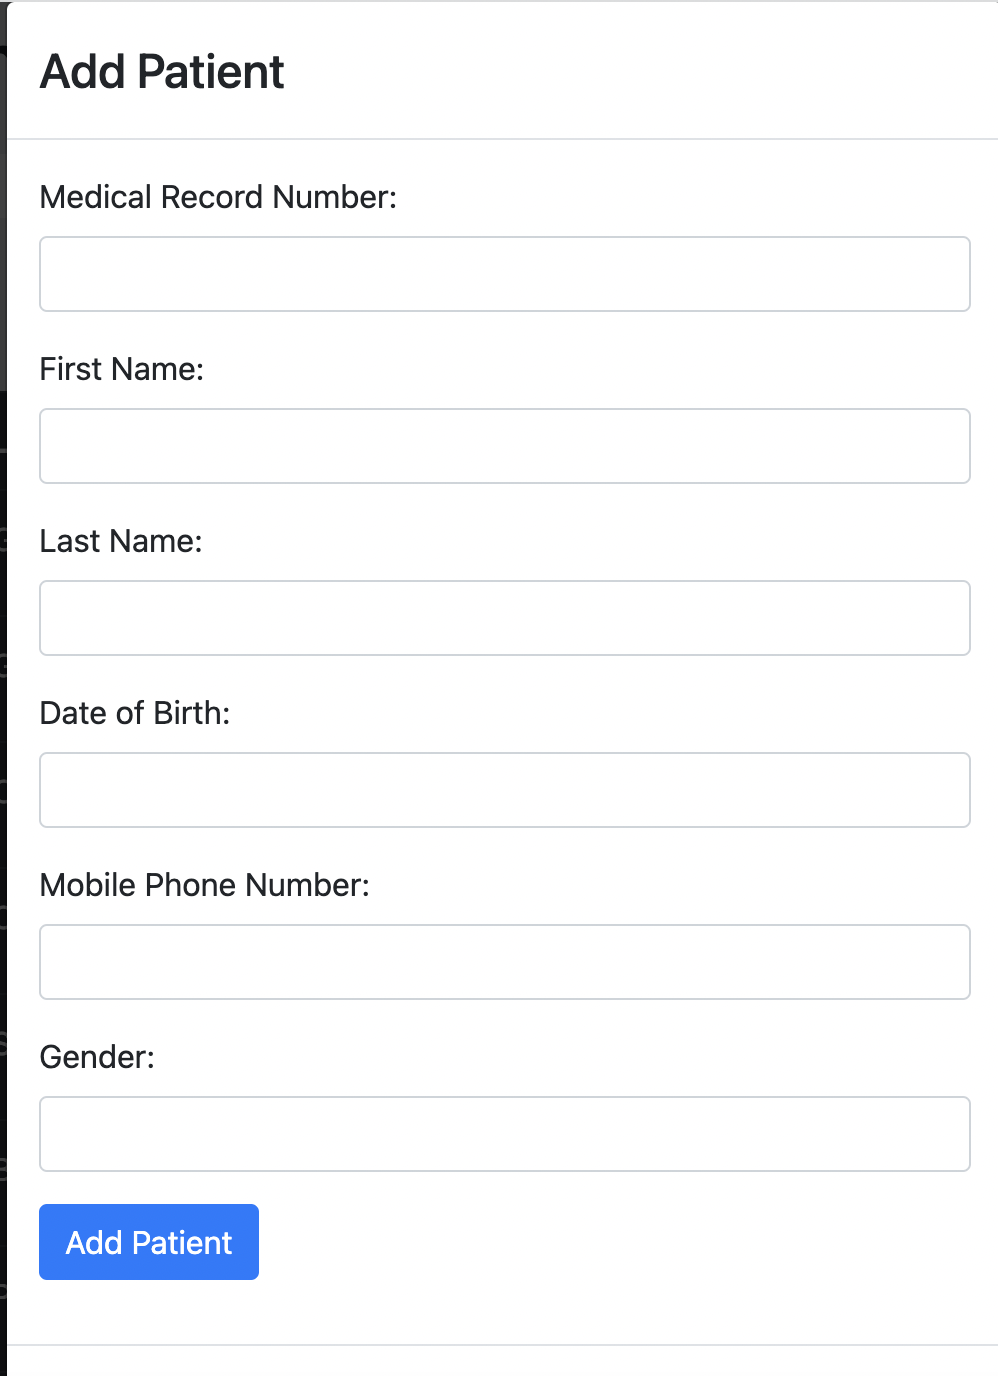 Add Patient
Medical Record Number:
First Name:
Last Name:
Date of Birth:
Mobile Phone Number:
Gender:
Add Patient